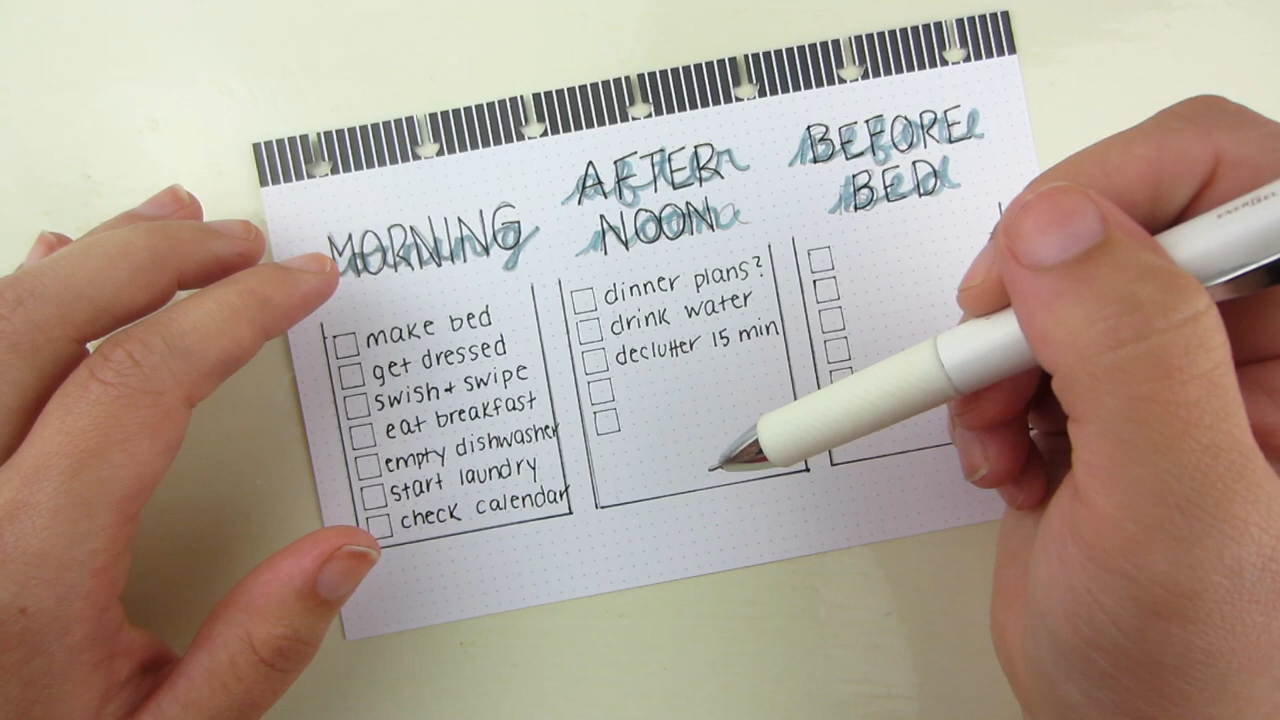 MORNING
make bed
get dressed
swish + swipe
eat breakfast
empty dishwasher
start laundry
check calendar
AFTER
NOON
dinner plans?
drink water
declutter 15 min
BEFORE
BED
ENERGEL